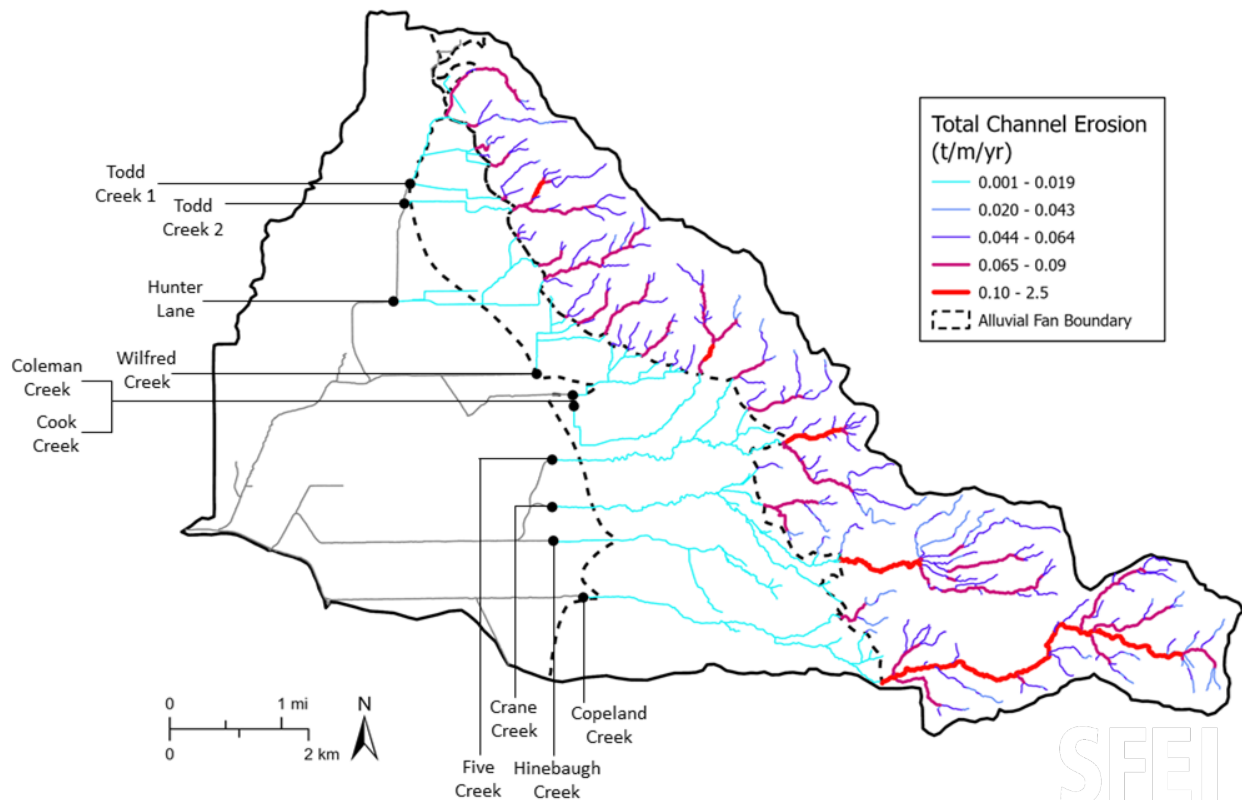 Total Channel Erosion
(t/m/yr)
0.001 - 0.019
0.020 - 0.043
0.044 - 0.064
0.065 - 0.09
0.10 - 2.5
Alluvial Fan Boundary
Todd
Creek 1
Todd
Creek 2
Hunter
Lane
Wilfred
Creek
Coleman
Creek
Cook
Creek
Crane
Creek
Copeland
Creek
Five
Creek
Hinebaugh
Creek
0 1 mi
0 2 km
N
SFEI